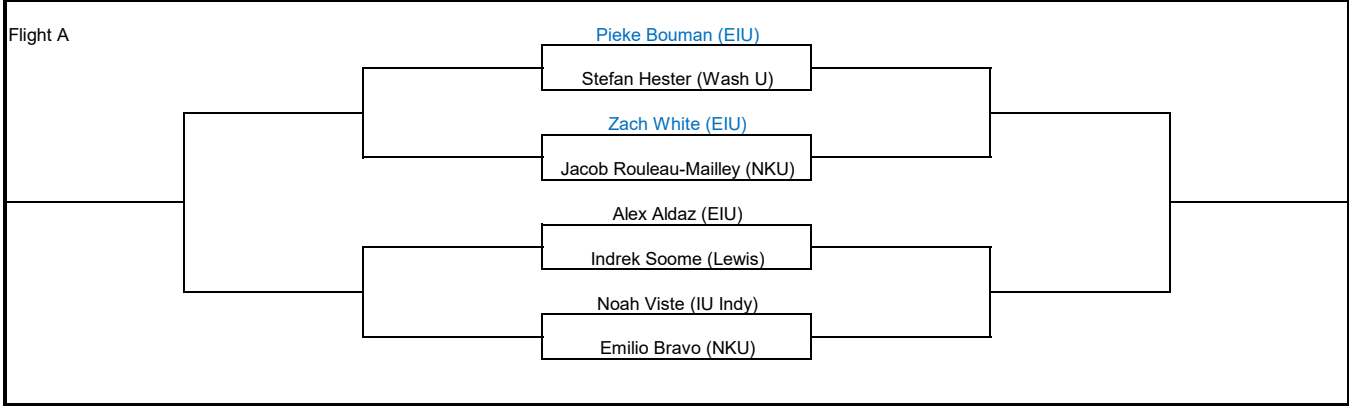 Flight A
Pieke Bouman (EIU)
Stefan Hester (Wash U)
Zach White (EIU)
Jacob Rouleau-Mailley (NKU)
Alex Aldaz (EIU)
Indrek Soome (Lewis)
Noah Viste (IU Indy)
Emilio Bravo (NKU)